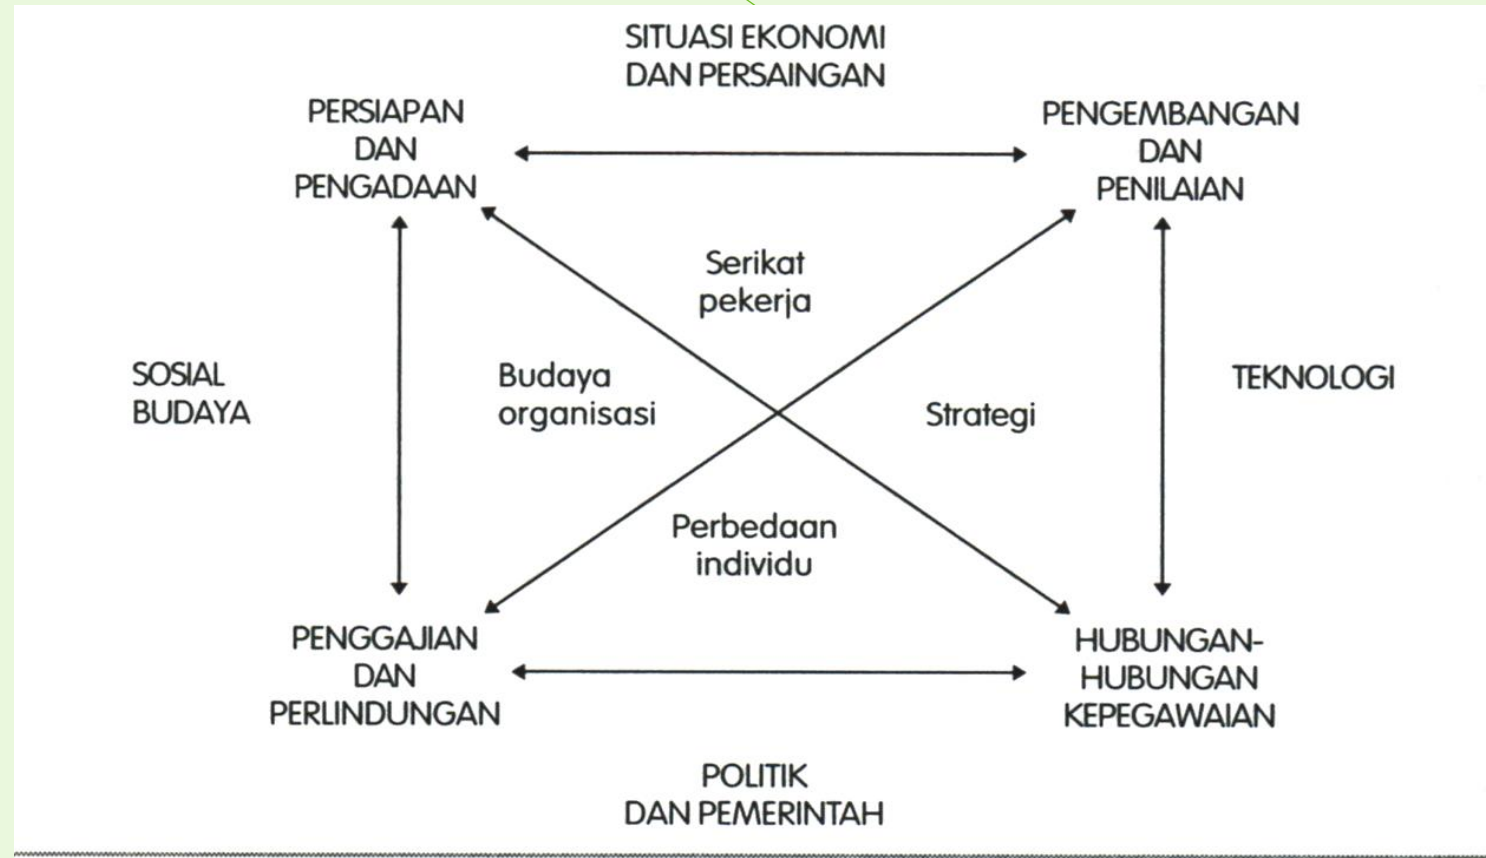 SITUASI EKONOMI
DAN PERSAINGAN
PERSIAPAN
DAN
PENGADAAN
PENGEMBANGAN
DAN
PENILAIAN
Serikat
pekerja
SOSIAL
BUDAYA
Budaya
organisasi
Strategi
TEKNOLOGI
Perbedaan
individu
PENGGAJIAN
DAN
PERLINDUNGAN
HUBUNGAN-
HUBUNGAN
KEPEGAWAIAN
POLITIK
DAN PEMERINTAH